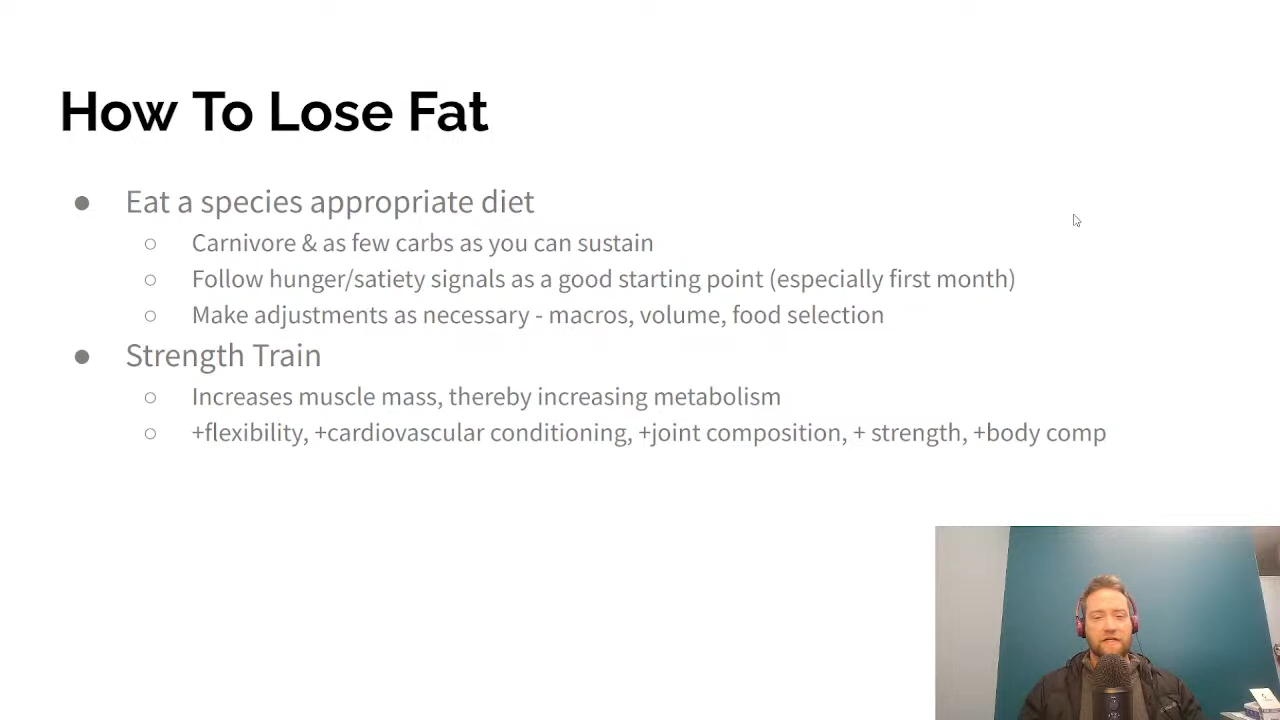 How To Lose Fat
● Eat a species appropriate diet
○ Carnivore & as few carbs as you can sustain
○ Follow hunger/satiety signals as a good starting point (especially first month)
○ Make adjustments as necessary - macros, volume, food selection
● Strength Train
○ Increases muscle mass, thereby increasing metabolism
○ +flexibility, +cardiovascular conditioning, +joint composition, + strength, +body comp